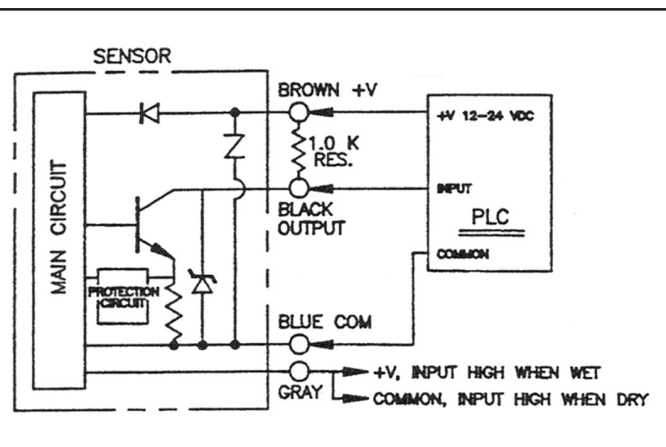 SENSOR
BROWN +V
+V 12-24 VDC
1.0 K
RES.
MAIN CIRCUIT
INPUT
BLACK
OUTPUT
PLC
COMMON
PROTECTION
CIRCUIT
BLUE COM
+V, INPUT HIGH WHEN WET
GRAY
COMMON, INPUT HIGH WHEN DRY